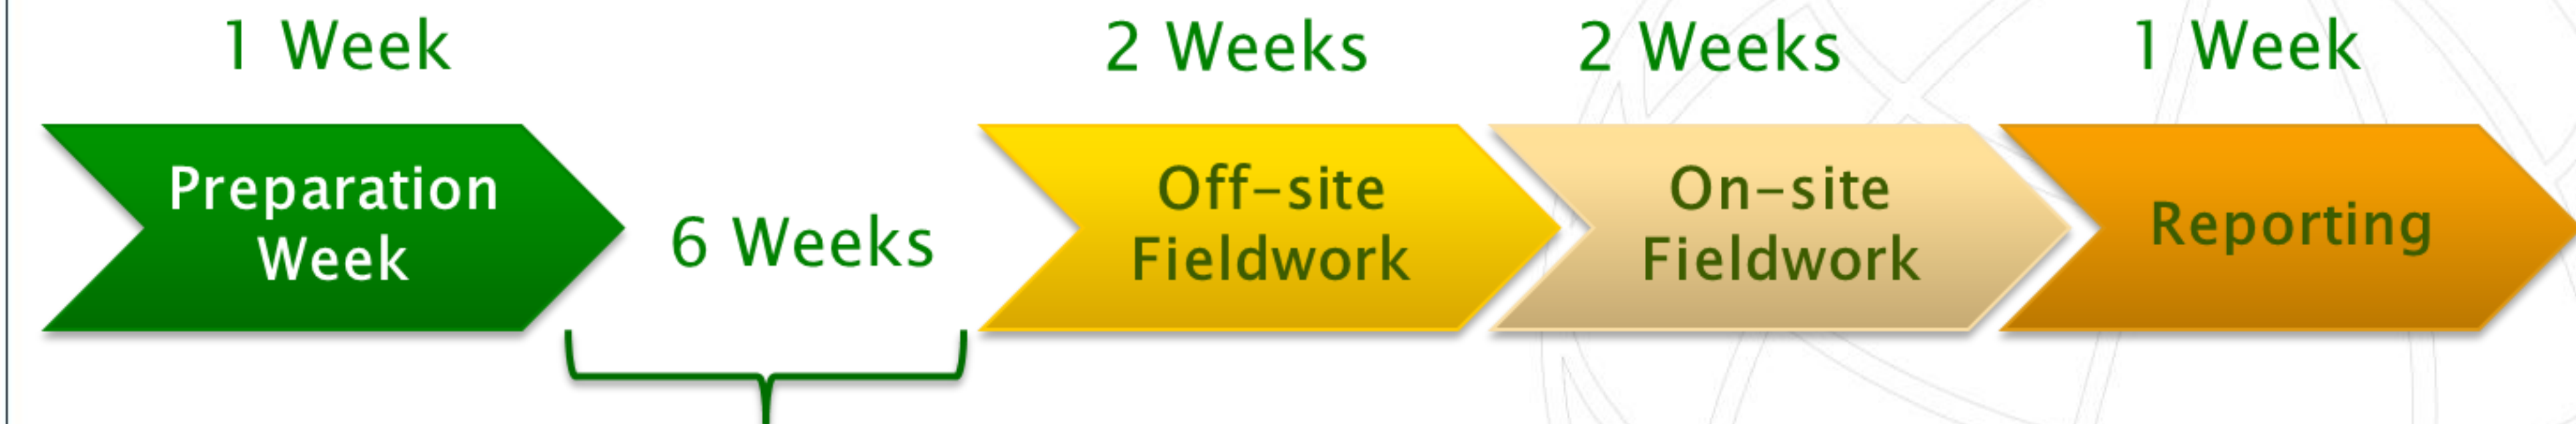 1 Week
2 Weeks
2 Weeks
1 Week
Preparation
Week
6 Weeks
Off-site
Fieldwork
On-site
Fieldwork
Reporting